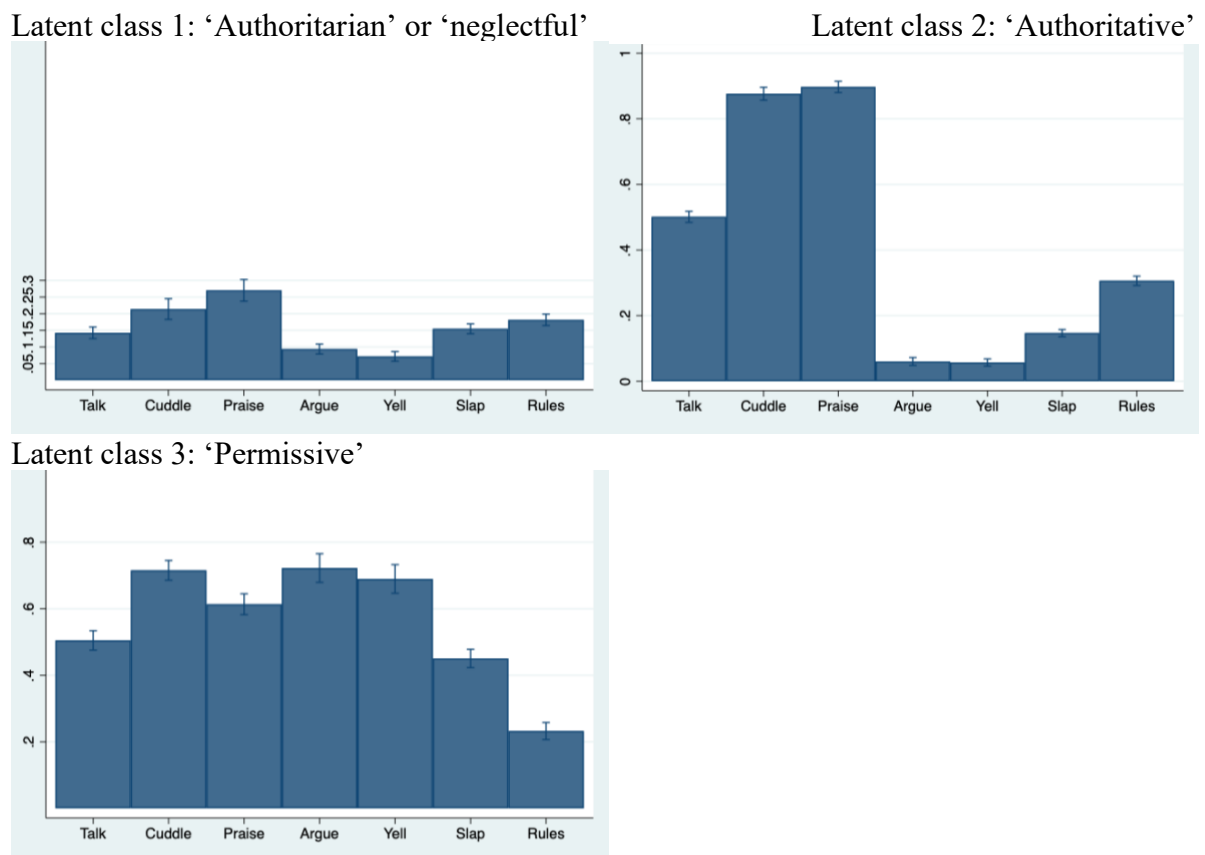 Latent class 1: ‘Authoritarian’ or ‘neglectful’
.05.1.15.2.25.3
Talk Cuddle Praise Argue Yell Slap Rules
Latent class 2: ‘Authoritative’
1
.8
.6
.4
.2
0
Talk Cuddle Praise Argue Yell Slap Rules
Latent class 3: ‘Permissive’
.8
.6
.4
.2
Talk Cuddle Praise Argue Yell Slap Rules